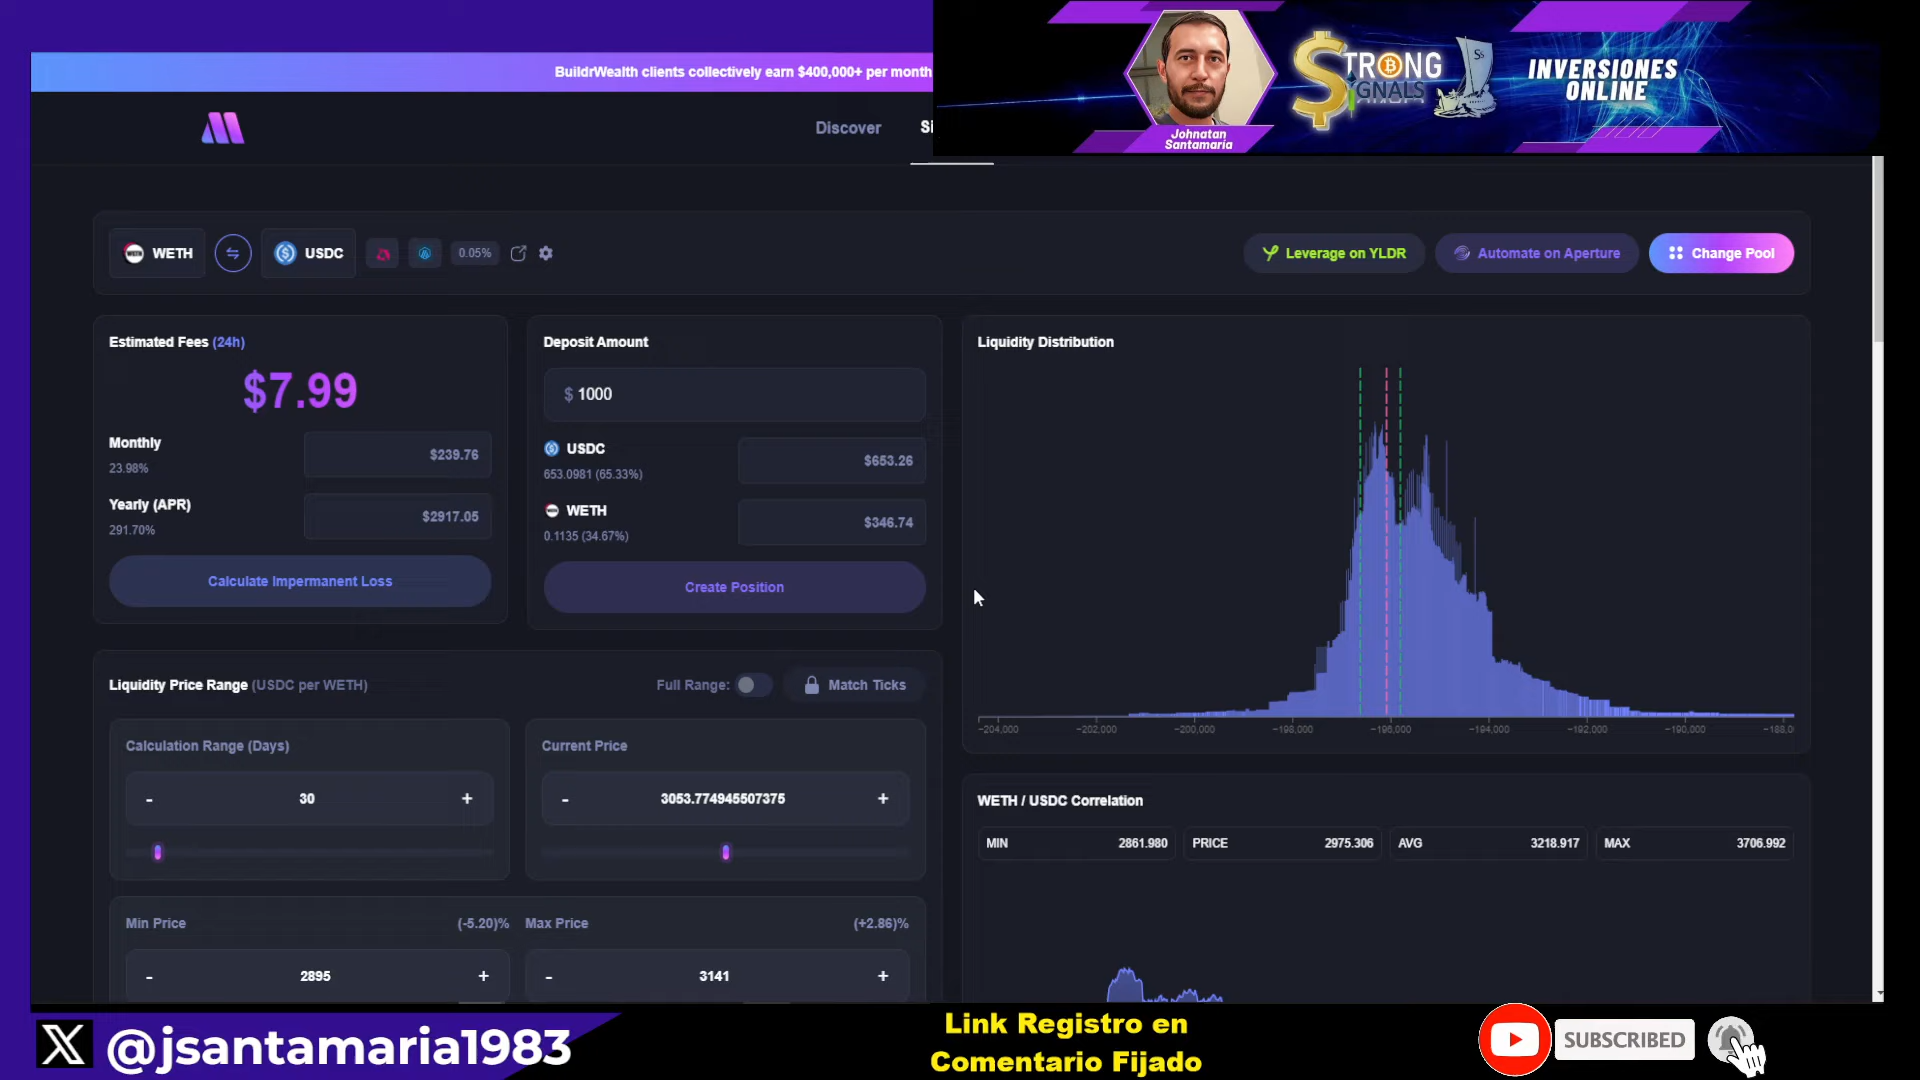 BuildrWealth clients collectively earn $400,000+ per month
Discover
Si
Johnatan
Santamaria
STRONG
SIGNALS
Ss
INVERSIONES
ONLINE
WETH
USDC
0.05%
Leverage on YLDR
Automate on Aperture
Change Pool
Estimated Fees (24h)
$7.99
Monthly
23.98%
$239.76
Yearly (APR)
291.70%
$2917.05
Calculate Impermanent Loss
Deposit Amount
$ 1000
USDC
653.0981 (65.33%)
$653.26
WETH
0.1135 (34.67%)
$346.74
Create Position
Liquidity Distribution
-204,000 -202,000 -200,000 -198,000 -196,000 -194,000 -192,000 -190,000 -188,0
Liquidity Price Range (USDC per WETH)
Full Range:
Match Ticks
Calculation Range (Days)
- 30 +
Current Price
- 3053.774945507375 +
Min Price (-5.20)%
- 2895 +
Max Price (+2.86)%
- 3141 +
WETH / USDC Correlation
MIN 2861.980
PRICE 2975.306
AVG 3218.917
MAX 3706.992
X @jsantamaria1983
Link Registro en
Comentario Fijado
SUBSCRIBED